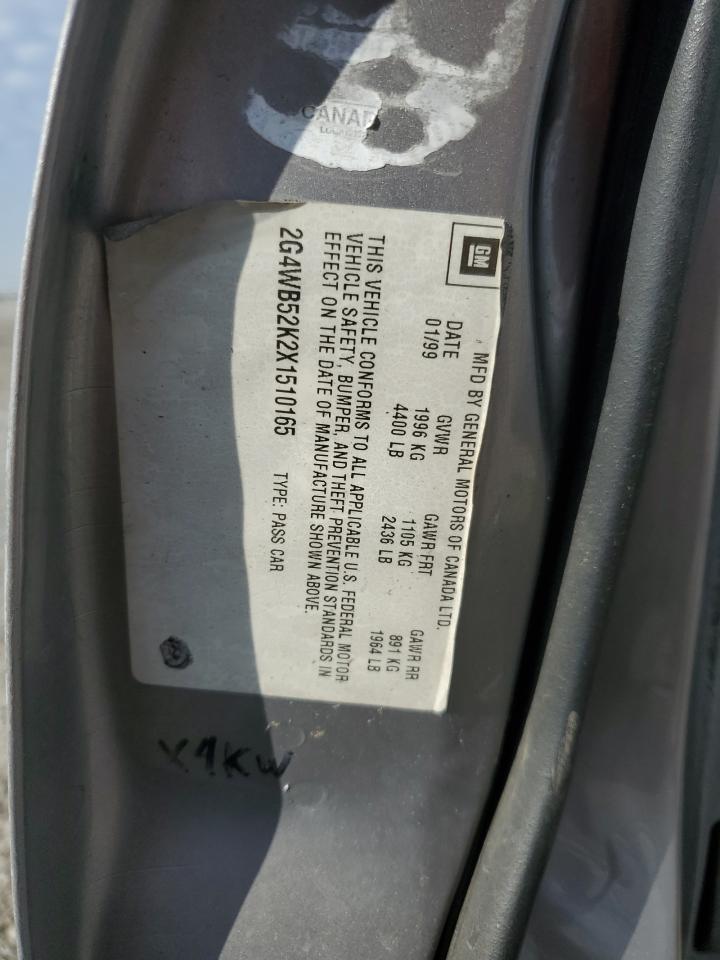 CANAD
GM
MFD BY GENERAL MOTORS OF CANADA LTD.
DATE GVWR GAWR FRT GAWR RR
01/99 1996 KG 1105 KG 891 KG
4400 LB 2436 LB 1964 LB
THIS VEHICLE CONFORMS TO ALL APPLICABLE U.S. FEDERAL MOTOR
VEHICLE SAFETY, BUMPER, AND THEFT PREVENTION STANDARDS IN
EFFECT ON THE DATE OF MANUFACTURE SHOWN ABOVE.
2G4WB52K2X1510165 TYPE: PASS CAR
X1KW